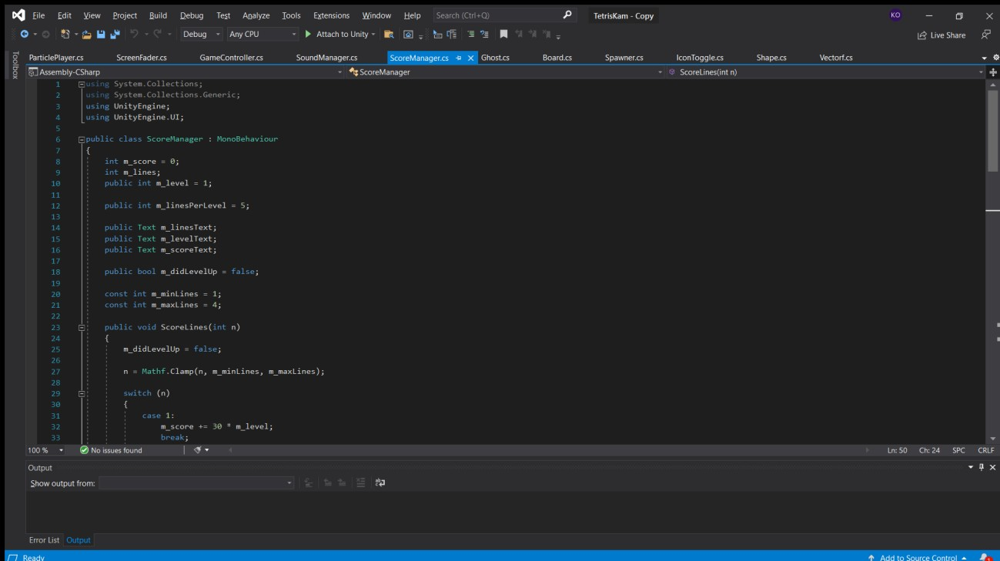 File Edit View Project Build Debug Test Analyze Tools Extensions Window Help Search (Ctrl+Q) TetrisKam - Copy KO
Debug Any CPU Attach to Unity Live Share
Toolbox
ParticlePlayer.cs ScreenFader.cs GameController.cs SoundManager.cs ScoreManager.cs Ghost.cs Board.cs Spawner.cs IconToggle.cs Shape.cs Vectorf.cs
Assembly-CSharp ScoreManager ScoreLines(int n)
1 using System.Collections;
2 using System.Collections.Generic;
3 using UnityEngine;
4 using UnityEngine.UI;
5
6 public class ScoreManager : MonoBehaviour
7 {
8 int m_score = 0;
9 int m_lines;
10 public int m_level = 1;
11
12 public int m_linesPerLevel = 5;
13
14 public Text m_linesText;
15 public Text m_levelText;
16 public Text m_scoreText;
17
18 public bool m_didLevelUp = false;
19
20 const int m_minLines = 1;
21 const int m_maxLines = 4;
22
23 public void ScoreLines(int n)
24 {
25 m_didLevelUp = false;
26
27 n = Mathf.Clamp(n, m_minLines, m_maxLines);
28
29 switch (n)
30 {
31 case 1:
32 m_score += 30 * m_level;
33 break;
100 % No issues found Ln: 50 Ch: 24 SPC CRLF
Output
Show output from:
Error List Output
Ready Add to Source Control 1